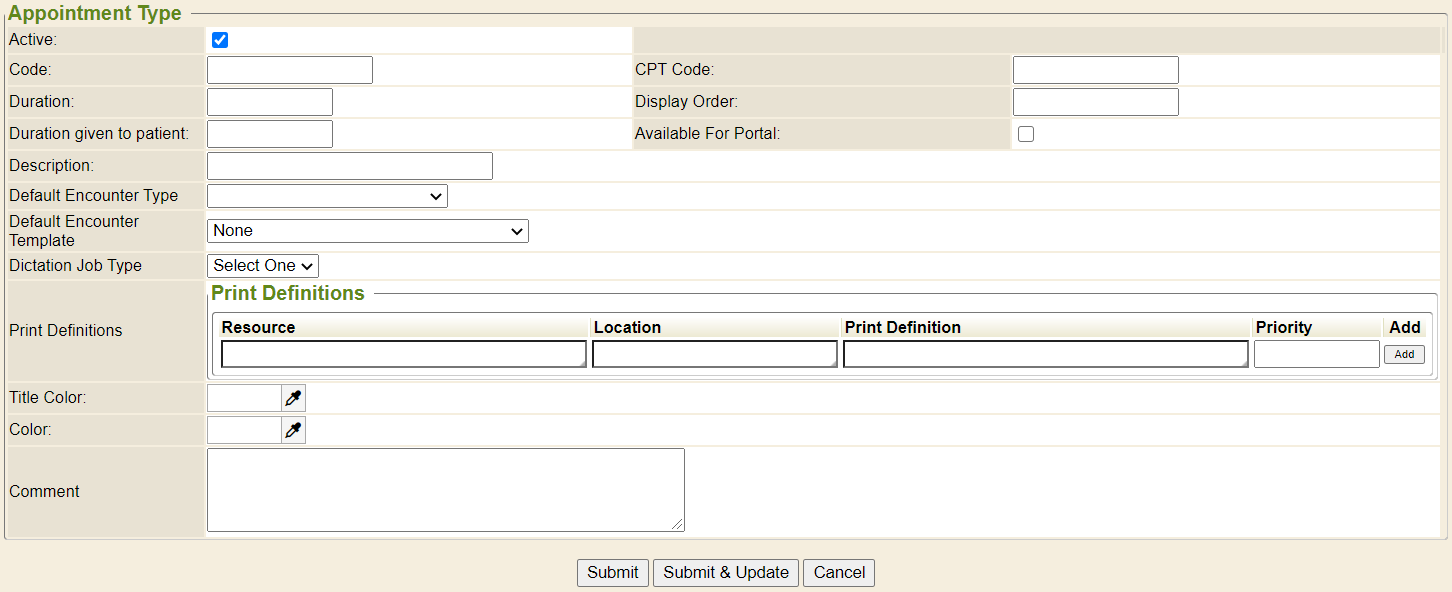 Appointment Type
Active:
Code:
CPT Code:
Duration:
Display Order:
Duration given to patient:
Available For Portal:
Description:
Default Encounter Type
Default Encounter
Template
None
Dictation Job Type
Select One
Print Definitions
Print Definitions
Resource
Location
Print Definition
Priority
Add
Add
Title Color:
Color:
Comment
Submit
Submit & Update
Cancel